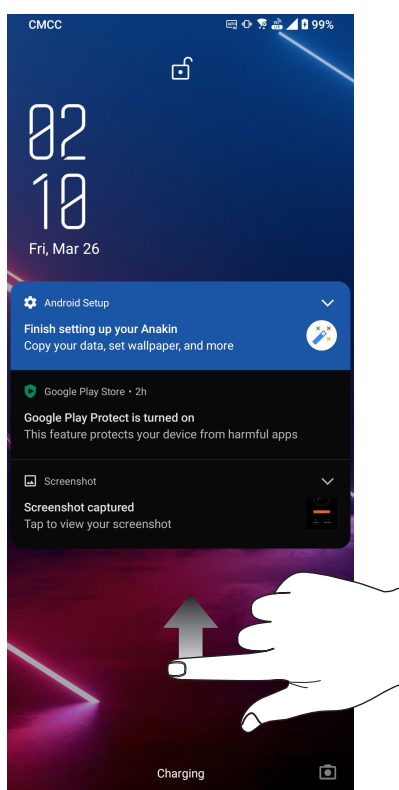 CMCC
99%
02
10
Fri, Mar 26
Android Setup
Finish setting up your Anakin
Copy your data, set wallpaper, and more
Google Play Store • 2h
Google Play Protect is turned on
This feature protects your device from harmful apps
Screenshot
Screenshot captured
Tap to view your screenshot
Charging